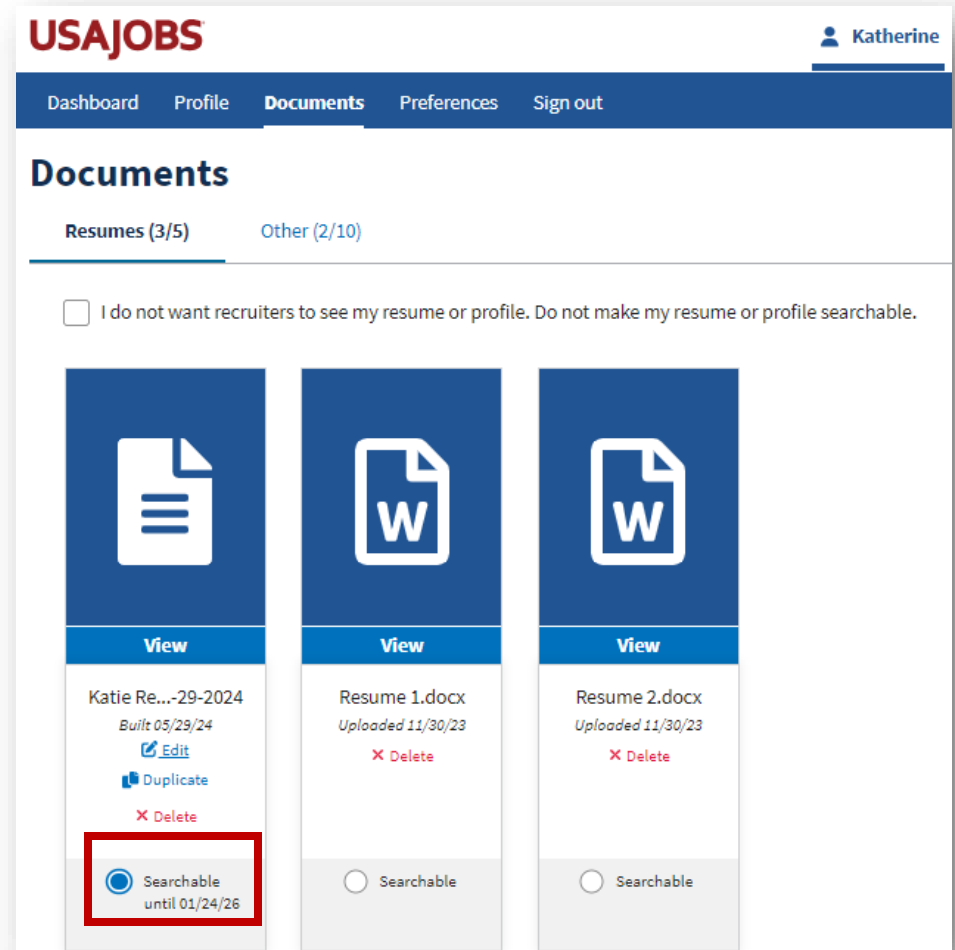 USAJOBS
Katherine
Dashboard Profile Documents Preferences Sign out
Documents
Resumes (3/5) Other (2/10)
I do not want recruiters to see my resume or profile. Do not make my resume or profile searchable.
W W
View View View
Katie Re...-29-2024 Resume 1.docx Resume 2.docx
Built 05/29/24 Uploaded 11/30/23 Uploaded 11/30/23
Edit Delete Delete
Duplicate
Delete
Searchable Searchable Searchable
until 01/24/26